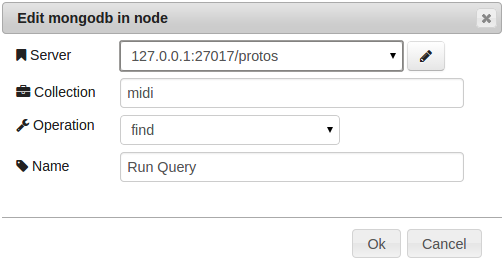 Edit mongodb in node
Server 127.0.0.1:27017/protos
Collection midi
Operation find
Name Run Query
Ok Cancel